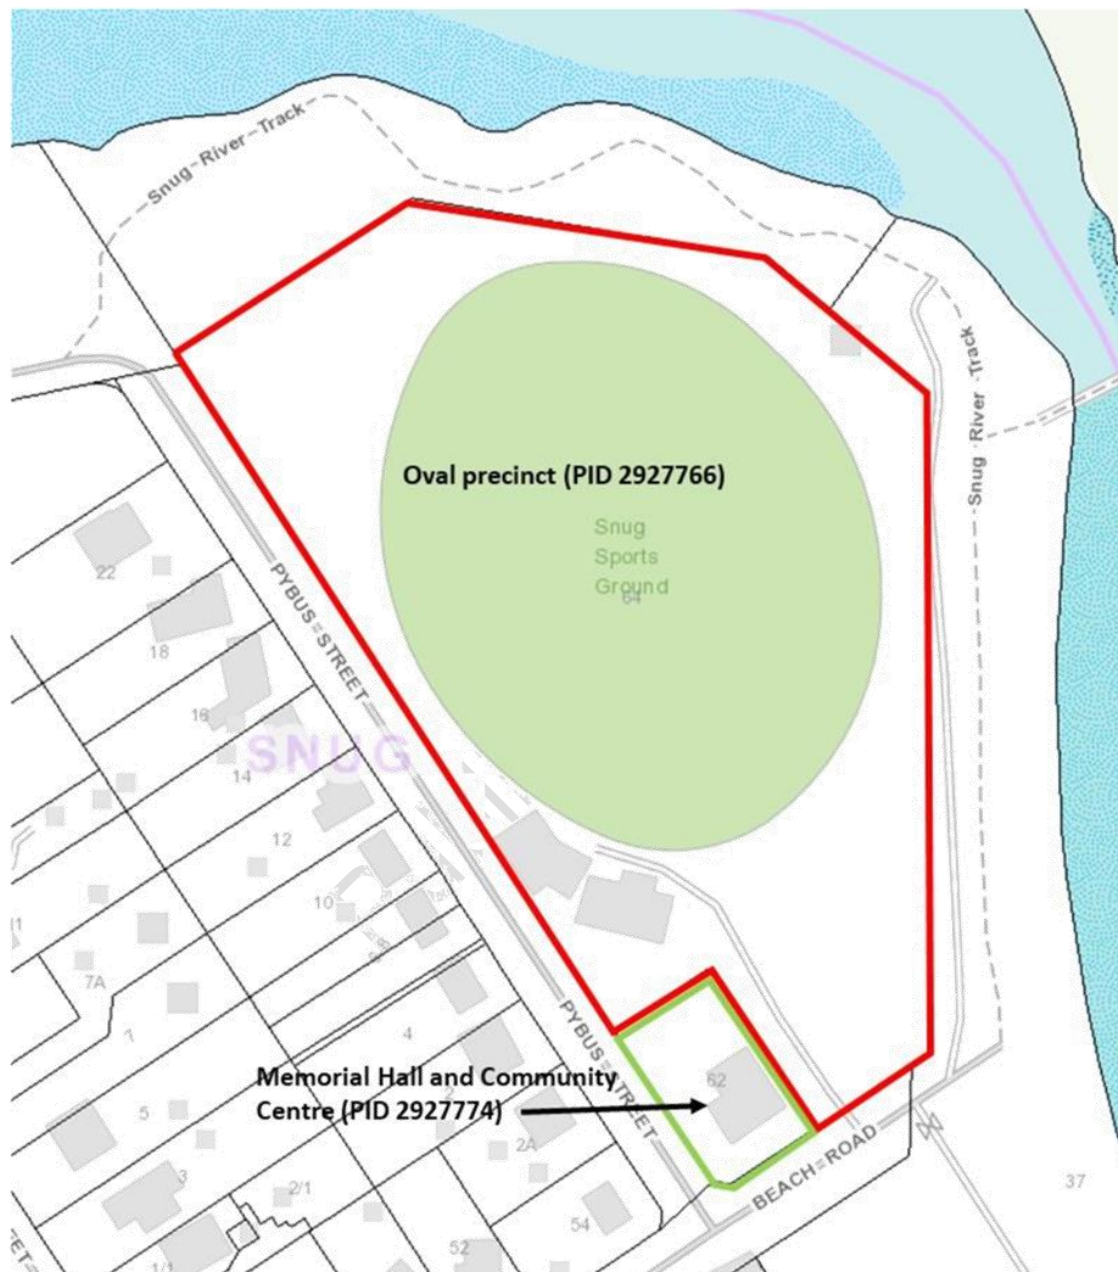 Snug River Track
Oval precinct (PID 2927766)
Snug
Sports
Ground
64
Snug River Track
22
PYBUS STREET
18
16
SNUG
14
12
10
7A
7
4
PYBUS STREET
62
Memorial Hall and Community
Centre (PID 2927774)
5
2A
BEACH ROAD
3
2/1
37
54
52
1/1